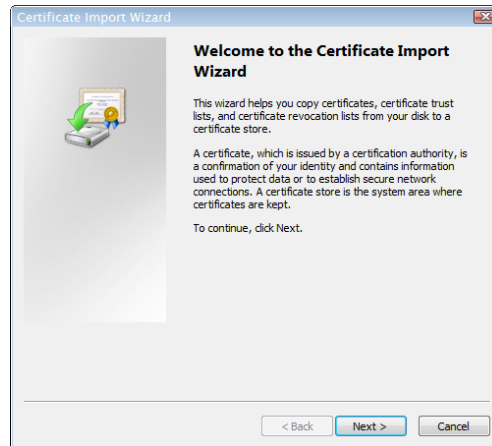 Certificate Import Wizard
Welcome to the Certificate Import
Wizard
This wizard helps you copy certificates, certificate trust
lists, and certificate revocation lists from your disk to a
certificate store.
A certificate, which is issued by a certification authority, is
a confirmation of your identity and contains information
used to protect data or to establish secure network
connections. A certificate store is the system area where
certificates are kept.
To continue, click Next.
< Back
Next >
Cancel